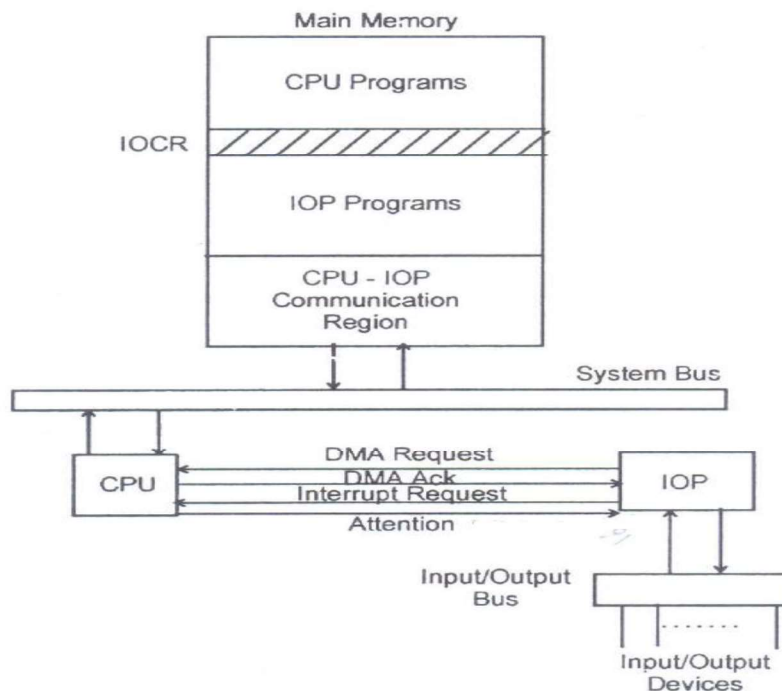 Main Memory
CPU Programs
IOCR
IOP Programs
CPU - IOP
Communication
Region
System Bus
DMA Request
CPU
DMA Ack
IOP
Interrupt Request
Attention
Input/Output
Bus
Input/Output
Devices